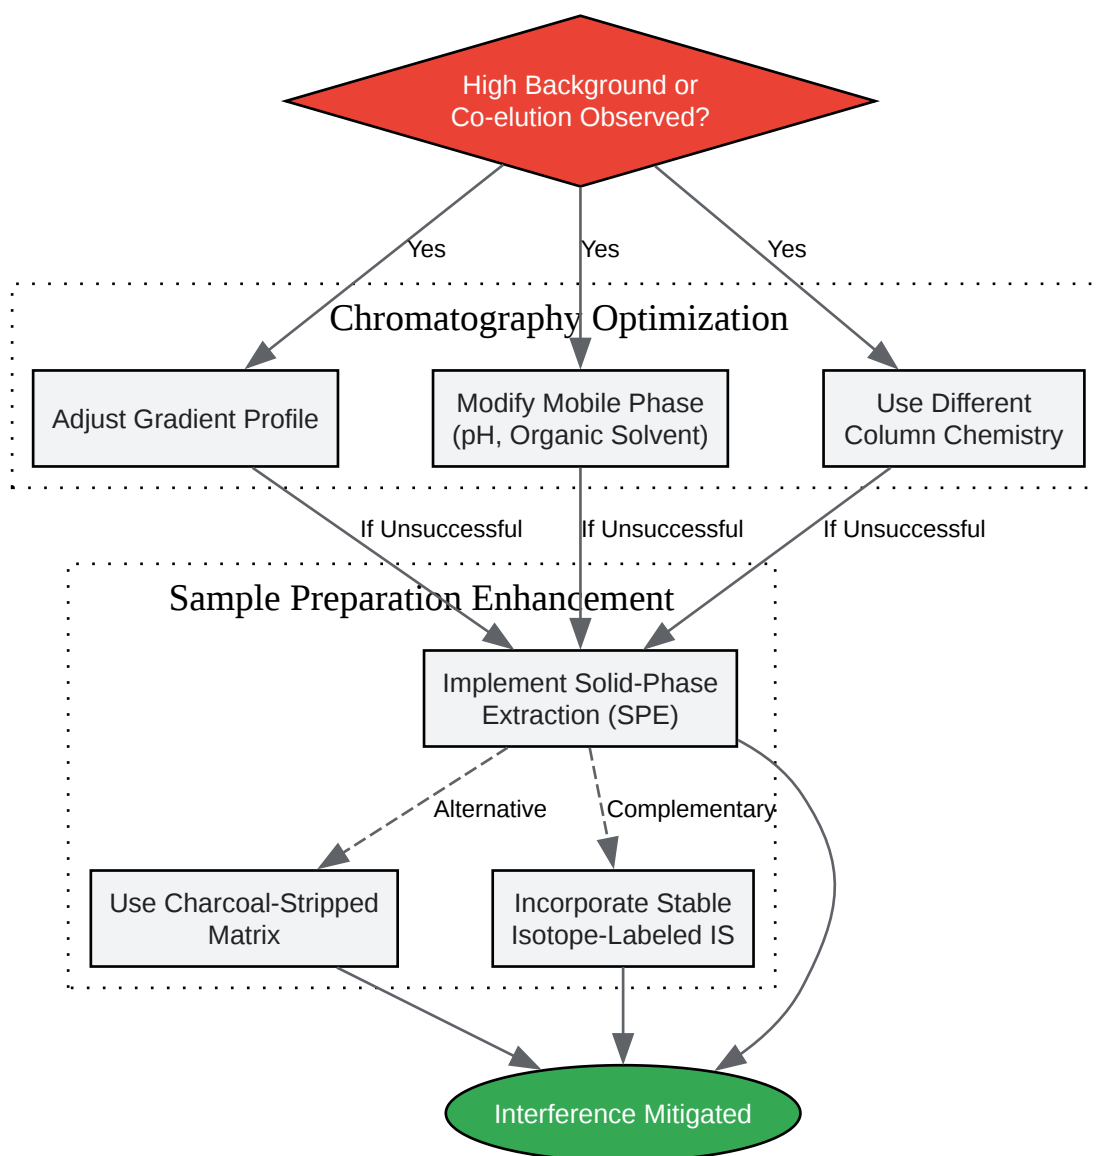 High Background or
Co-elution Observed?
Yes
Yes
Yes
Chromatography Optimization
Adjust Gradient Profile
Modify Mobile Phase
(pH, Organic Solvent)
Use Different
Column Chemistry
If Unsuccessful
If Unsuccessful
If Unsuccessful
Sample Preparation Enhancement
Implement Solid-Phase
Extraction (SPE)
Alternative
Complementary
Use Charcoal-Stripped
Matrix
Incorporate Stable
Isotope-Labeled IS
Interference Mitigated